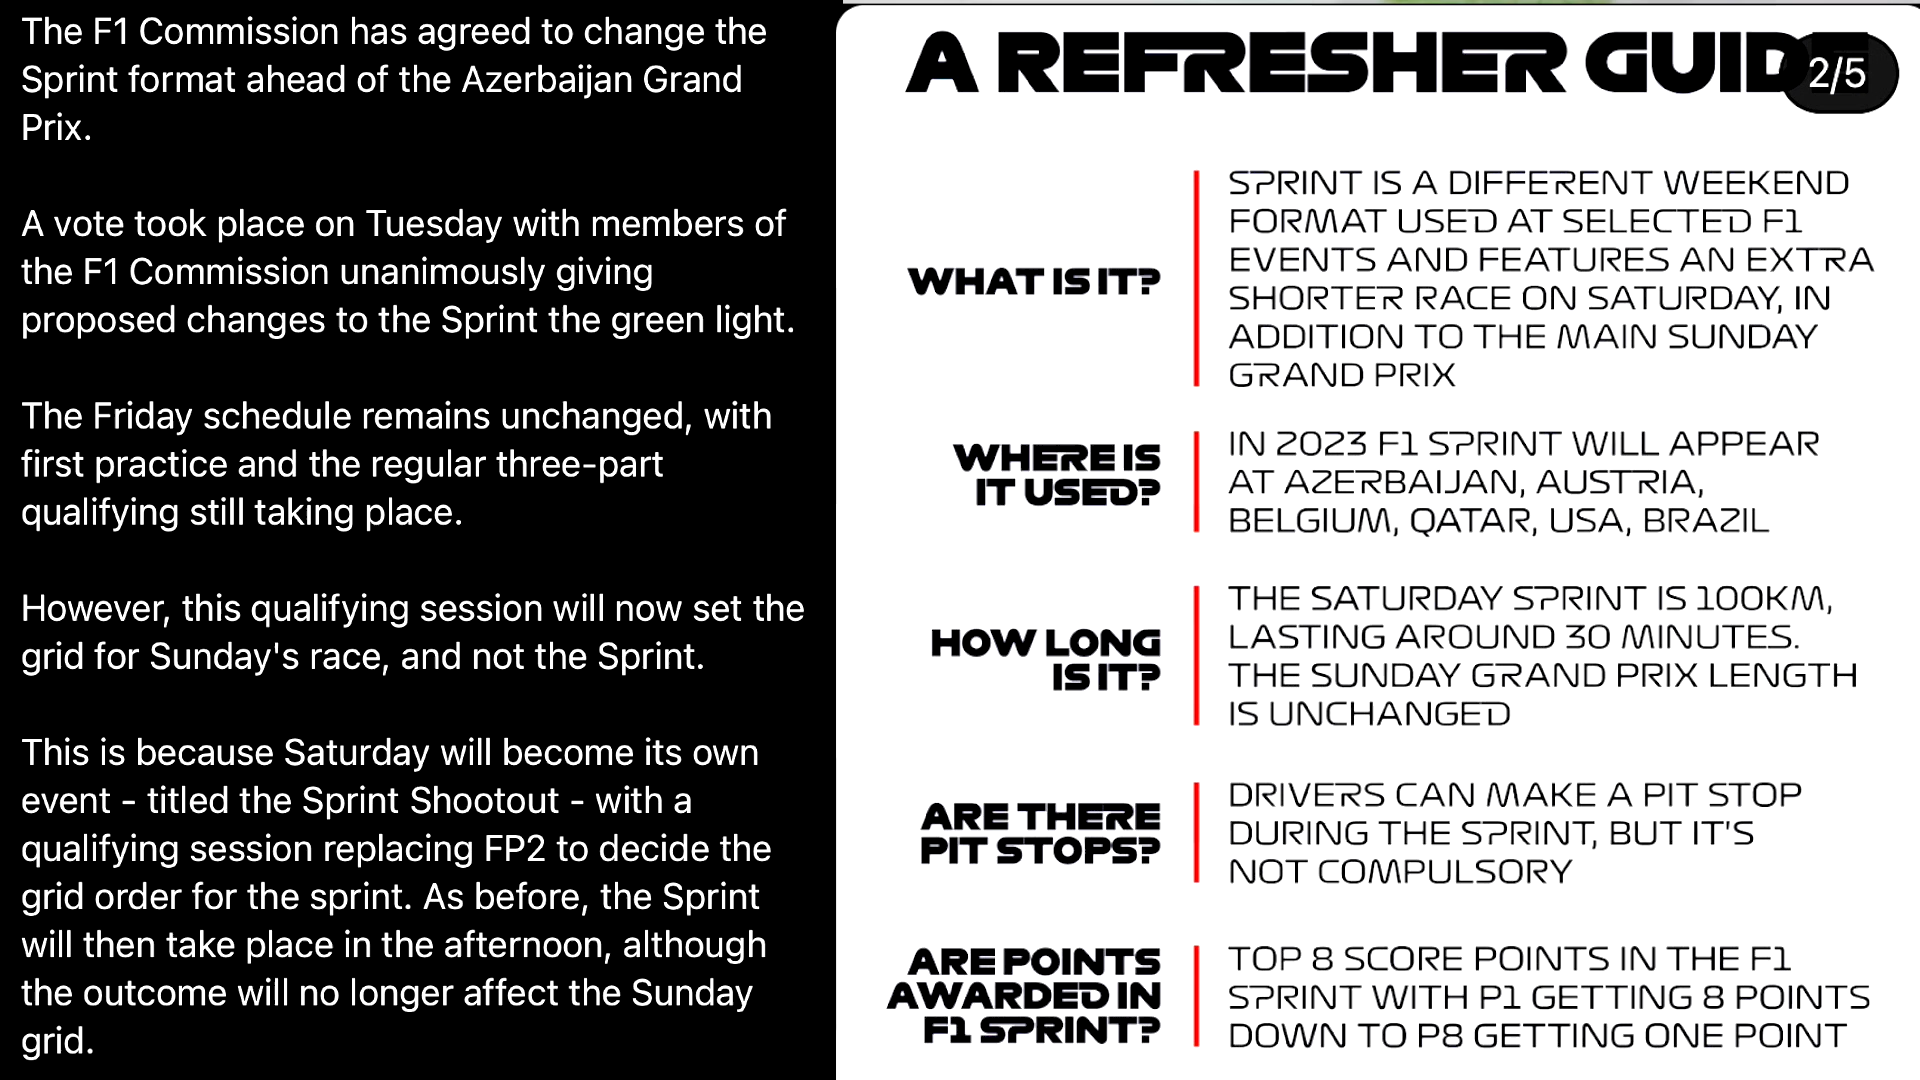 The F1 Commission has agreed to change the
Sprint format ahead of the Azerbaijan Grand
Prix.
A vote took place on Tuesday with members of
the F1 Commission unanimously giving
proposed changes to the Sprint the green light.
The Friday schedule remains unchanged, with
first practice and the regular three-part
qualifying still taking place.
However, this qualifying session will now set the
grid for Sunday's race, and not the Sprint.
This is because Saturday will become its own
event - titled the Sprint Shootout - with a
qualifying session replacing FP2 to decide the
grid order for the sprint. As before, the Sprint
will then take place in the afternoon, although
the outcome will no longer affect the Sunday
grid.
A REFRESHER GUIDE
2/5
WHAT IS IT?
SPRINT IS A DIFFERENT WEEKEND
FORMAT USED AT SELECTED F1
EVENTS AND FEATURES AN EXTRA
SHORTER RACE ON SATURDAY, IN
ADDITION TO THE MAIN SUNDAY
GRAND PRIX
WHERE IS
IT USED?
IN 2023 F1 SPRINT WILL APPEAR
AT AZERBAIJAN, AUSTRIA,
BELGIUM, QATAR, USA, BRAZIL
HOW LONG
IS IT?
THE SATURDAY SPRINT IS 100KM,
LASTING AROUND 30 MINUTES.
THE SUNDAY GRAND PRIX LENGTH
IS UNCHANGED
ARE THERE
PIT STOPS?
DRIVERS CAN MAKE A PIT STOP
DURING THE SPRINT, BUT IT'S
NOT COMPULSORY
ARE POINTS
AWARDED IN
F1 SPRINT?
TOP 8 SCORE POINTS IN THE F1
SPRINT WITH P1 GETTING 8 POINTS
DOWN TO P8 GETTING ONE POINT